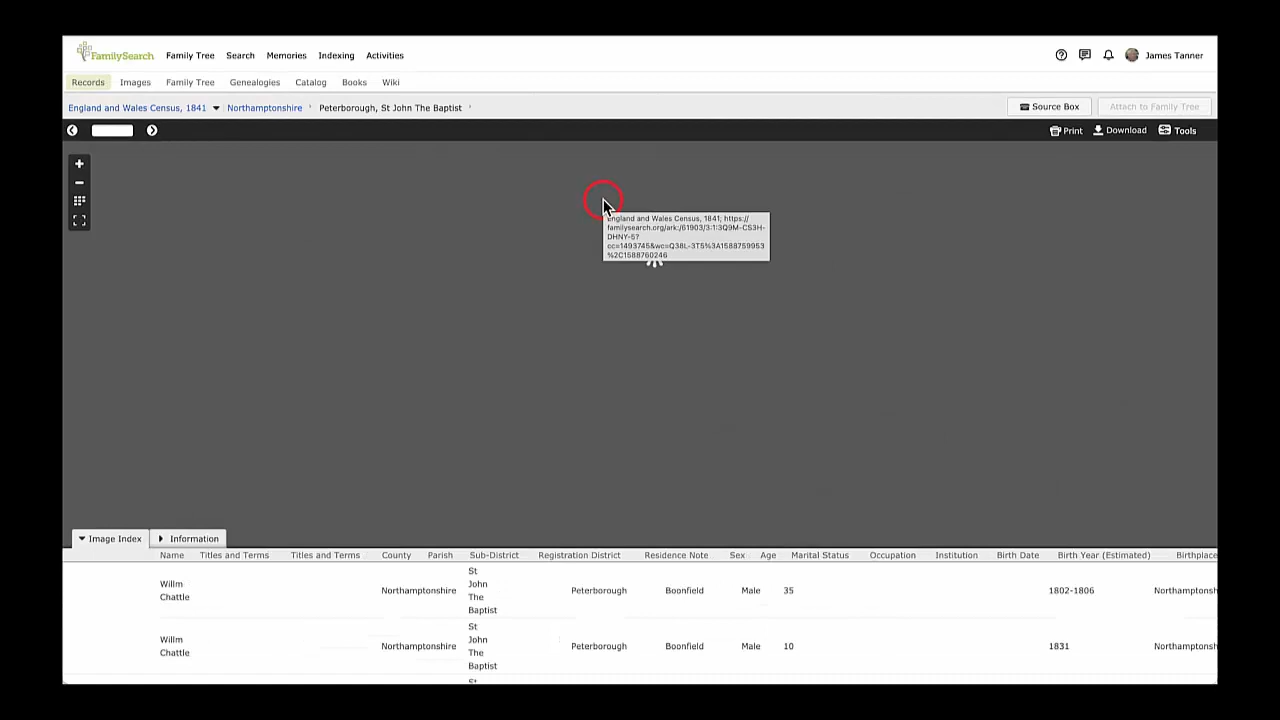 FamilySearch Family Tree Search Memories Indexing Activities James Tanner
Records Images Family Tree Genealogies Catalog Books Wiki
England and Wales Census, 1841 Northamptonshire Peterborough, St John The Baptist Source Box Attach to Family Tree
Print Download Tools
England and Wales Census, 1841; https://
familysearch.org/ark:/61903/3:1:3Q9M-CS3H-
DHNY-5?
cc=1493745&wc=Q38L-3T5%3A1588759953
%2C1588760246
Image Index Information
Name Titles and Terms Titles and Terms County Parish Sub-District Registration District Residence Note Sex Age Marital Status Occupation Institution Birth Date Birth Year (Estimated) Birthplace
Willm
Chattle
Northamptonshire
St
John
The
Baptist
Peterborough Boonfield Male 35 1802-1806 Northamptonsh
Willm
Chattle
Northamptonshire
St
John
The
Baptist
Peterborough Boonfield Male 10 1831 Northamptonsh